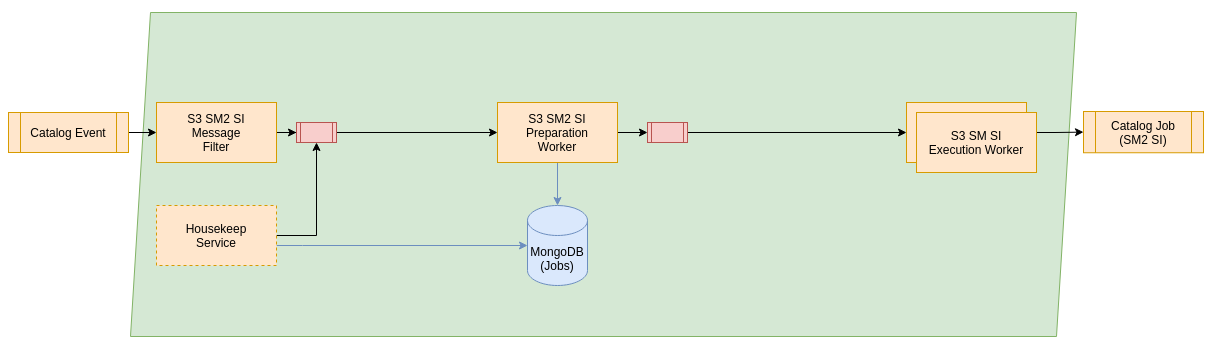 Catalog Event
S3 SM2 SI
Message
Filter
S3 SM2 SI
Preparation
Worker
S3 SM SI
Execution Worker
Catalog Job
(SM2 SI)
Housekeep
Service
MongoDB
(Jobs)